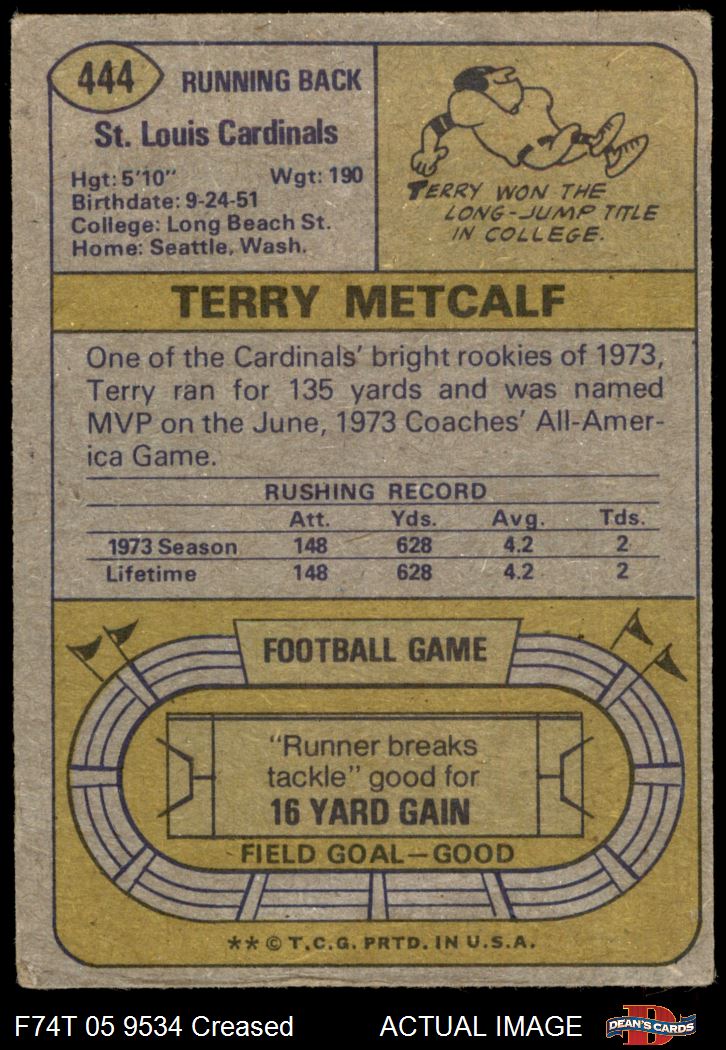 444
RUNNING BACK
St. Louis Cardinals
Hgt: 5'10" Wgt: 190
Birthdate: 9-24-51
College: Long Beach St.
Home: Seattle, Wash.
TERRY WON THE
LONG-JUMP TITLE
IN COLLEGE.
TERRY METCALF
One of the Cardinals' bright rookies of 1973,
Terry ran for 135 yards and was named
MVP on the June, 1973 Coaches' All-Amer-
ica Game.
RUSHING RECORD
Att. Yds. Avg. Tds.
1973 Season 148 628 4.2 2
Lifetime 148 628 4.2 2
FOOTBALL GAME
"Runner breaks
tackle" good for
16 YARD GAIN
FIELD GOAL—GOOD
** © T.C.G. PRTD. IN U.S.A.
F74T 05 9534 Creased ACTUAL IMAGE
D
DEAN'S CARDS